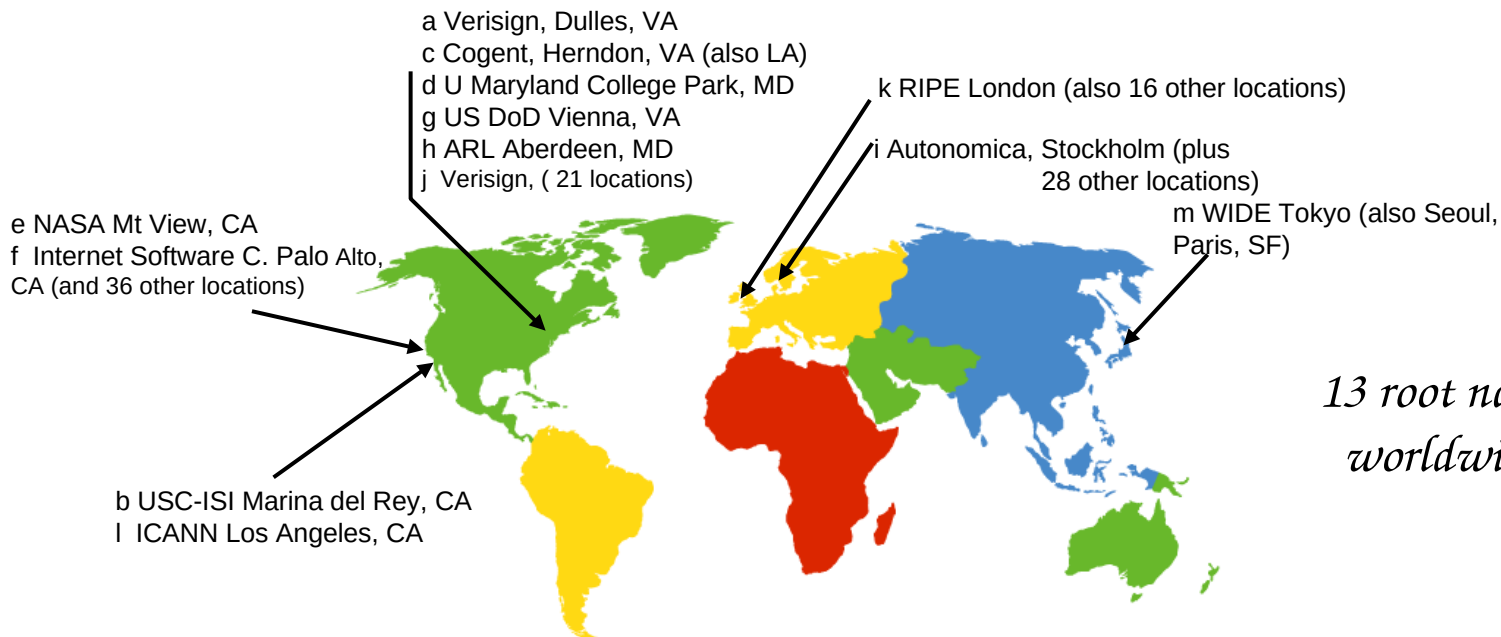 a Verisign, Dulles, VA
c Cogent, Herndon, VA (also LA)
d U Maryland College Park, MD
g US DoD Vienna, VA
h ARL Aberdeen, MD
j Verisign, ( 21 locations)
k RIPE London (also 16 other locations)
i Autonomica, Stockholm (plus
28 other locations)
m WIDE Tokyo (also Seoul,
Paris, SF)
e NASA Mt View, CA
f Internet Software C. Palo Alto,
CA (and 36 other locations)
b USC-ISI Marina del Rey, CA
l ICANN Los Angeles, CA
13 root